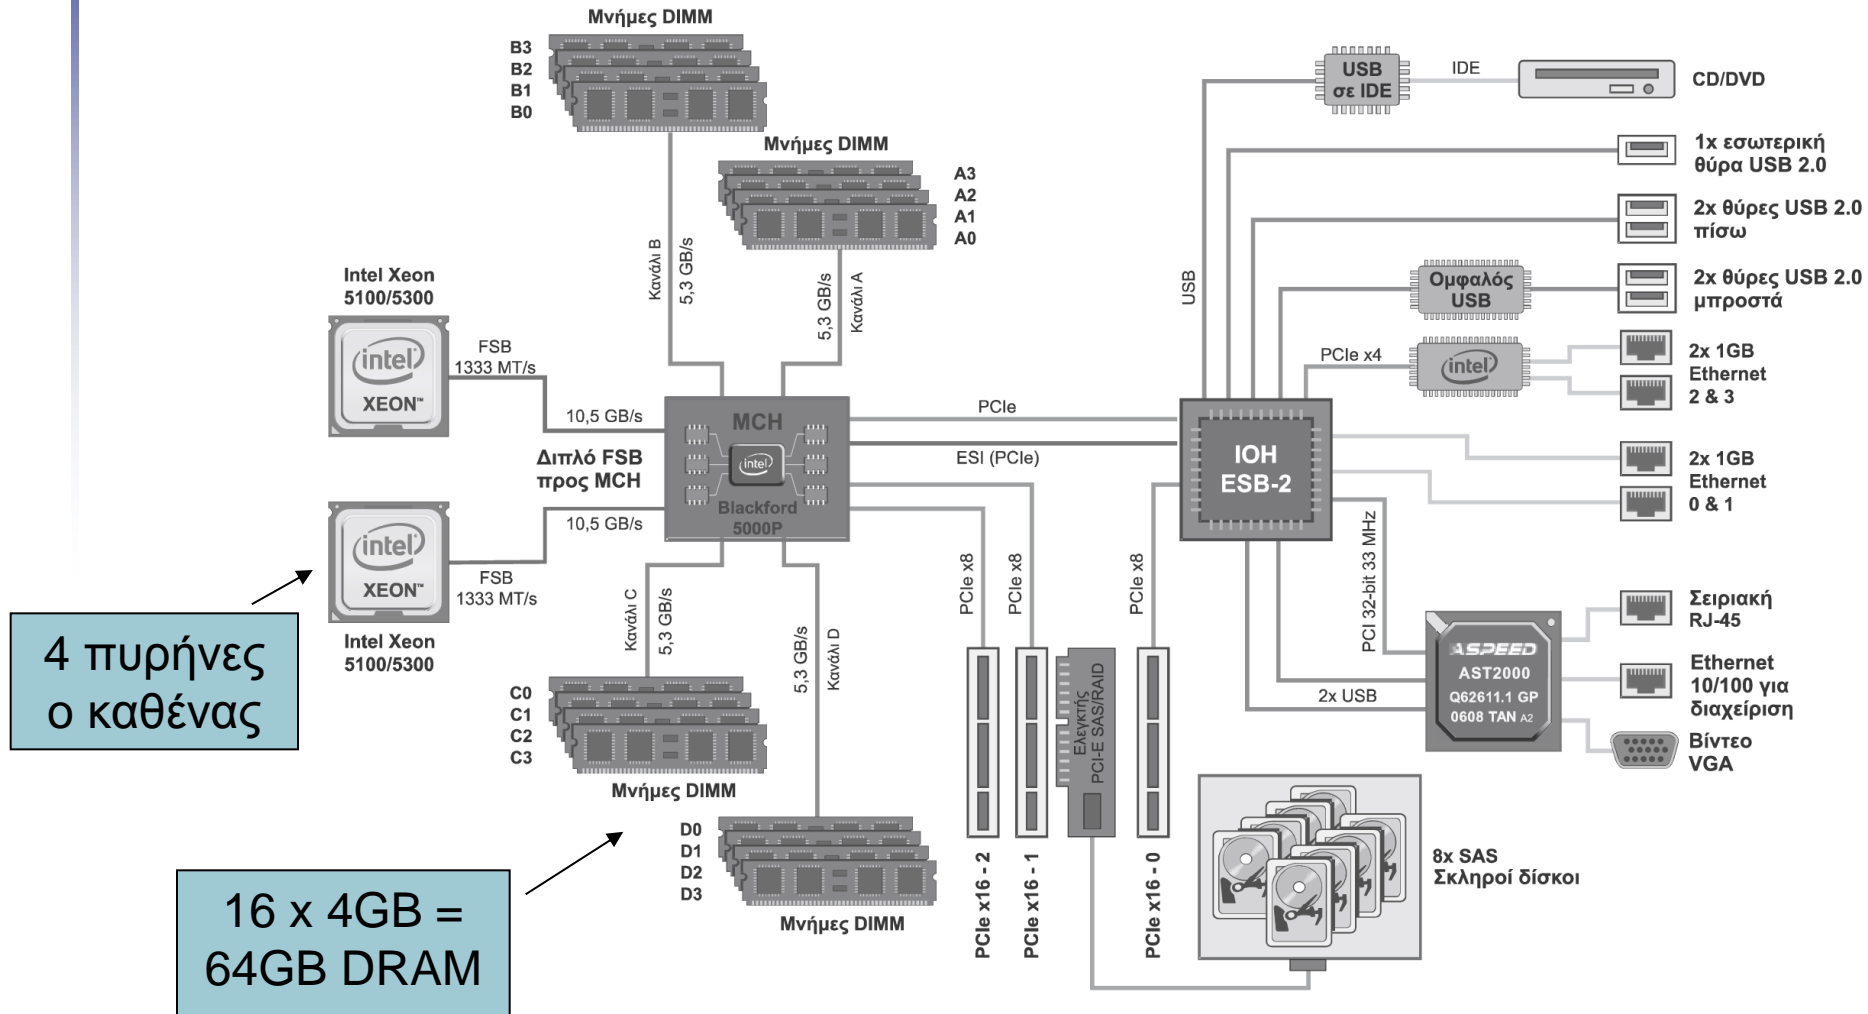 Μνήμες DIMM
B3
B2
B1
B0
Μνήμες DIMM
A3
A2
A1
A0
Κανάλι B
5,3 GB/s
5,3 GB/s
Κανάλι A
Intel Xeon
5100/5300
intel
XEON™
FSB
1333 MT/s
10,5 GB/s
Διπλό FSB
προς MCH
10,5 GB/s
FSB
1333 MT/s
intel
XEON™
Intel Xeon
5100/5300
4 πυρήνες
ο καθένας
MCH
intel
Blackford
5000P
Κανάλι C
5,3 GB/s
5,3 GB/s
Κανάλι D
C0
C1
C2
C3
Μνήμες DIMM
D0
D1
D2
D3
Μνήμες DIMM
16 x 4GB =
64GB DRAM
PCIe
ESI (PCIe)
PCIe x8
PCIe x8
PCIe x8
PCIe x16 - 2
PCIe x16 - 1
Ελεγκτής
PCI-E SAS/RAID
PCIe x16 - 0
IOH
ESB-2
USB
USB
σε IDE
IDE
CD/DVD
1x εσωτερική
θύρα USB 2.0
2x θύρες USB 2.0
πίσω
Ομφαλός
USB
2x θύρες USB 2.0
μπροστά
PCIe x4
intel
2x 1GB
Ethernet
2 & 3
2x 1GB
Ethernet
0 & 1
PCI 32-bit 33 MHz
2x USB
ASPEED
AST2000
Q62611.1 GP
0608 TAN A2
Σειριακή
RJ-45
Ethernet
10/100 για
διαχείριση
Βίντεο
VGA
8x SAS
Σκληροί δίσκοι